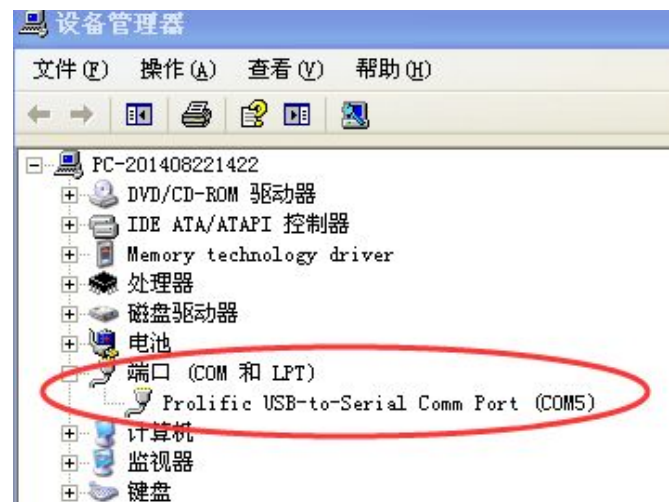 设备管理器
文件(F) 操作(A) 查看(V) 帮助(H)
PC-201408221422
DVD/CD-ROM 驱动器
IDE ATA/ATAPI 控制器
Memory technology driver
处理器
磁盘驱动器
电池
端口 (COM 和 LPT)
Prolific USB-to-Serial Comm Port (COM5)
计算机
监视器
键盘